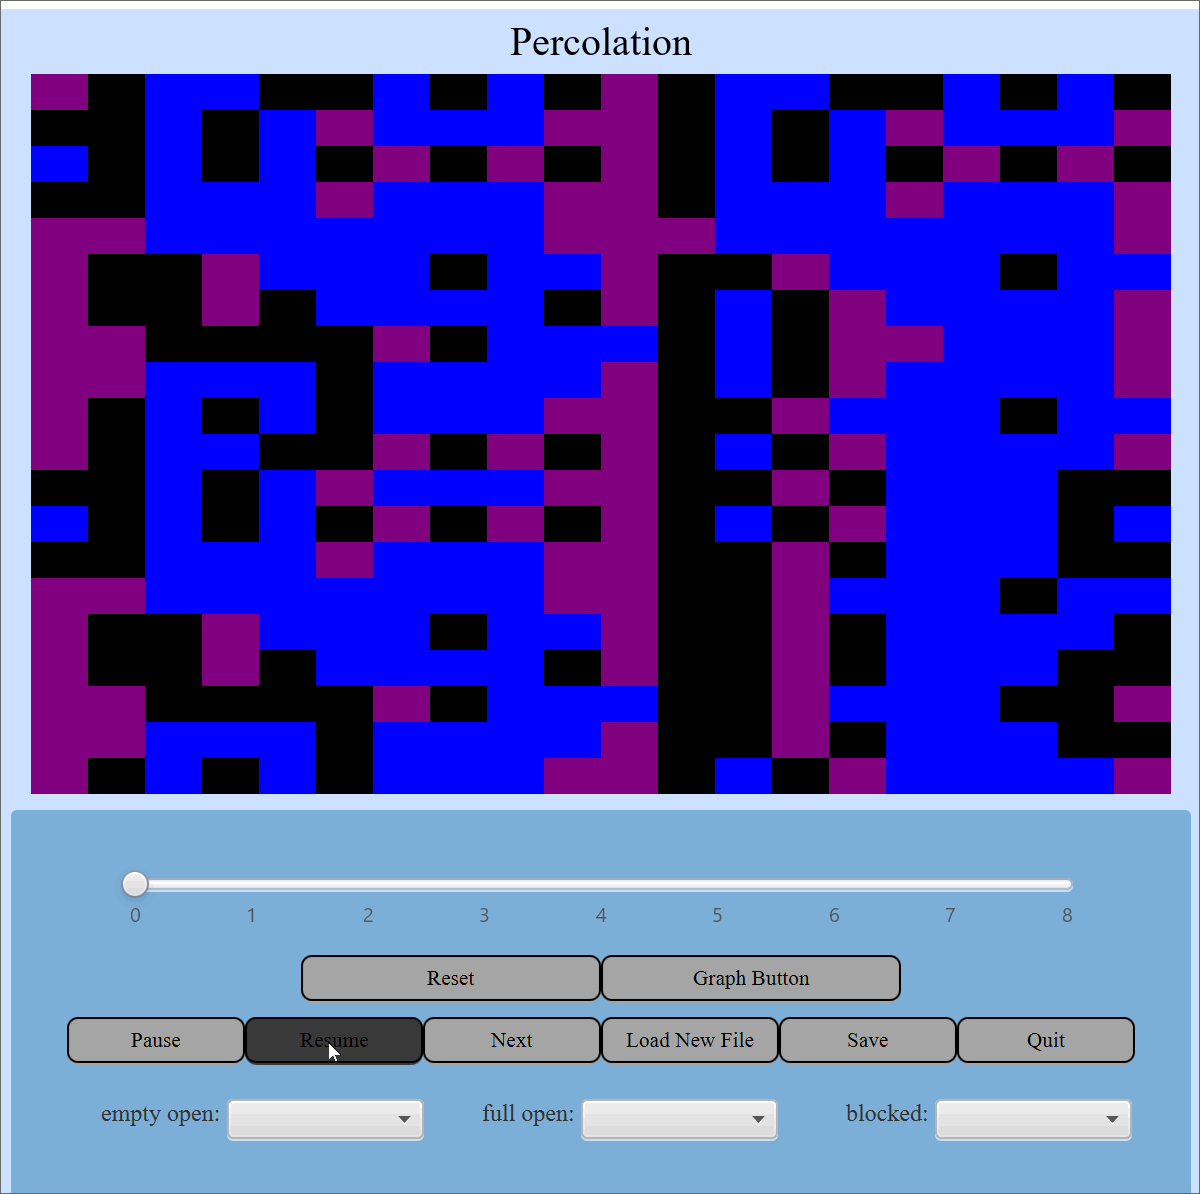 Percolation
0 1 2 3 4 5 6 7 8
Reset Graph Button
Pause Resume Next Load New File Save Quit
empty open: full open: blocked: